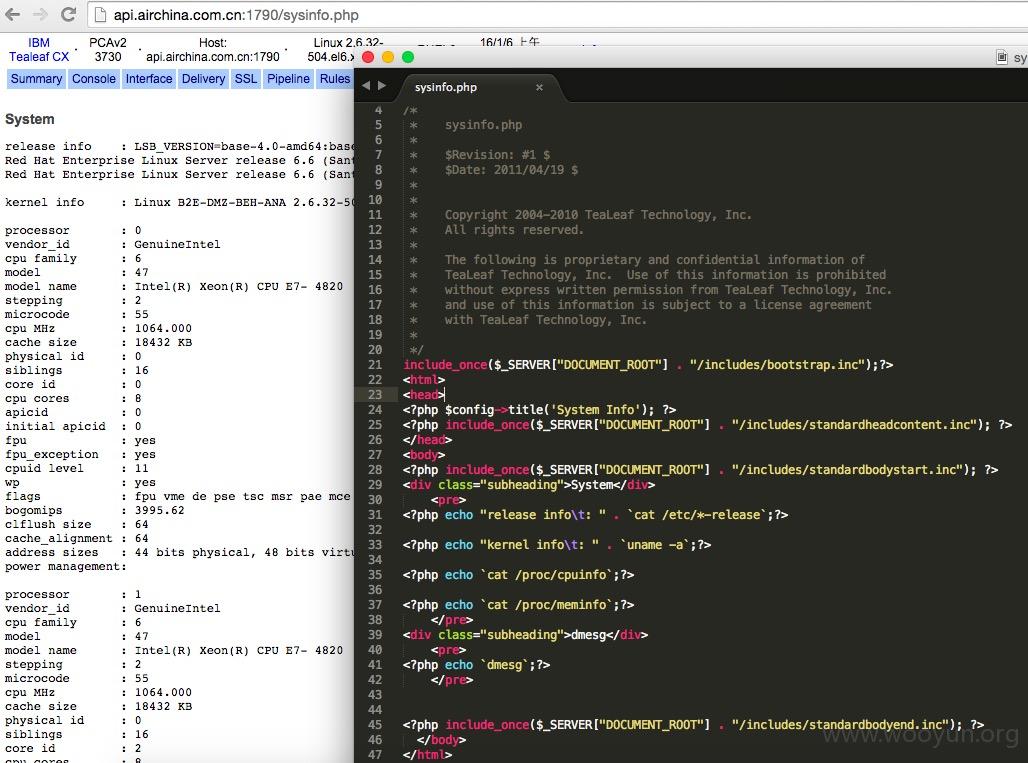 api.airchina.com.cn:1790/sysinfo.php
IBM Tealeaf CX · PCAv2 3730 · Host: api.airchina.com.cn:1790 · Linux 2.6.32-504.el6.x 16/1/6 上午
Summary Console Interface Delivery SSL Pipeline Rules
System
release info : LSB_VERSION=base-4.0-amd64:base
Red Hat Enterprise Linux Server release 6.6 (Sant
Red Hat Enterprise Linux Server release 6.6 (Sant
kernel info : Linux B2E-DMZ-BEH-ANA 2.6.32-50
processor : 0
vendor_id : GenuineIntel
cpu family : 6
model : 47
model name : Intel(R) Xeon(R) CPU E7- 4820
stepping : 2
microcode : 55
cpu MHz : 1064.000
cache size : 18432 KB
physical id : 0
siblings : 16
core id : 0
cpu cores : 8
apicid : 0
initial apicid : 0
fpu : yes
fpu_exception : yes
cpuid level : 11
wp : yes
flags : fpu vme de pse tsc msr pae mce
bogomips : 3995.62
clflush size : 64
cache_alignment : 64
address sizes : 44 bits physical, 48 bits virtu
power management:
processor : 1
vendor_id : GenuineIntel
cpu family : 6
model : 47
model name : Intel(R) Xeon(R) CPU E7- 4820
stepping : 2
microcode : 55
cpu MHz : 1064.000
cache size : 18432 KB
physical id : 0
siblings : 16
core id : 2
cpu cores : 8
sy
sysinfo.php ×
4 /*
5 * sysinfo.php
6 *
7 * $Revision: #1 $
8 * $Date: 2011/04/19 $
9 *
10 *
11 * Copyright 2004-2010 TeaLeaf Technology, Inc.
12 * All rights reserved.
13 *
14 * The following is proprietary and confidential information of
15 * TeaLeaf Technology, Inc. Use of this information is prohibited
16 * without express written permission from TeaLeaf Technology, Inc.
17 * and use of this information is subject to a license agreement
18 * with TeaLeaf Technology, Inc.
19 *
20 */
21 include_once($_SERVER["DOCUMENT_ROOT"] . "/includes/bootstrap.inc");?>
22 <html>
23 <head>
24 <?php $config->title('System Info'); ?>
25 <?php include_once($_SERVER["DOCUMENT_ROOT"] . "/includes/standardheadcontent.inc"); ?>
26 </head>
27 <body>
28 <?php include_once($_SERVER["DOCUMENT_ROOT"] . "/includes/standardbodystart.inc"); ?>
29 <div class="subheading">System</div>
30 <pre>
31 <?php echo "release info\t: " . `cat /etc/*-release`;?>
32
33 <?php echo "kernel info\t: " . `uname -a`;?>
34
35 <?php echo `cat /proc/cpuinfo`;?>
36
37 <?php echo `cat /proc/meminfo`;?>
38 </pre>
39 <div class="subheading">dmesg</div>
40 <pre>
41 <?php echo `dmesg`;?>
42 </pre>
43
44
45 <?php include_once($_SERVER["DOCUMENT_ROOT"] . "/includes/standardbodyend.inc"); ?>
46 </body>
47 </html>
www.wooyun.org